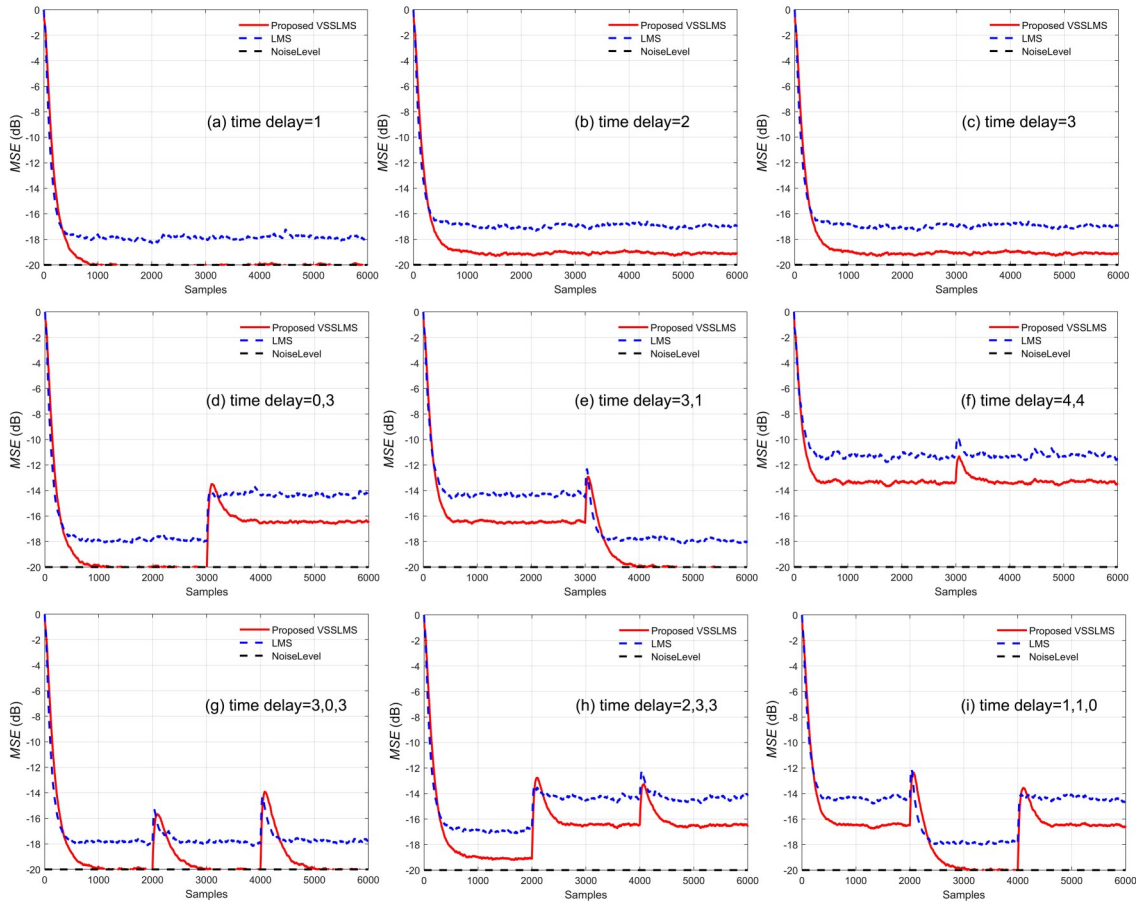 0
-2
-4
-6
-8
-10
-12
-14
-16
-18
-20
MSE (dB)
Proposed VSSLMS
LMS
NoiseLevel
(a) time delay=1
0 1000 2000 3000 4000 5000 6000
Samples
0
-2
-4
-6
-8
-10
-12
-14
-16
-18
-20
MSE (dB)
Proposed VSSLMS
LMS
NoiseLevel
(b) time delay=2
0 1000 2000 3000 4000 5000 6000
Samples
0
-2
-4
-6
-8
-10
-12
-14
-16
-18
-20
MSE (dB)
Proposed VSSLMS
LMS
NoiseLevel
(c) time delay=3
0 1000 2000 3000 4000 5000 6000
Samples
0
-2
-4
-6
-8
-10
-12
-14
-16
-18
-20
MSE (dB)
Proposed VSSLMS
LMS
NoiseLevel
(d) time delay=0,3
0 1000 2000 3000 4000 5000 6000
Samples
0
-2
-4
-6
-8
-10
-12
-14
-16
-18
-20
MSE (dB)
Proposed VSSLMS
LMS
NoiseLevel
(e) time delay=3,1
0 1000 2000 3000 4000 5000 6000
Samples
0
-2
-4
-6
-8
-10
-12
-14
-16
-18
-20
MSE (dB)
Proposed VSSLMS
LMS
NoiseLevel
(f) time delay=4,4
0 1000 2000 3000 4000 5000 6000
Samples
0
-2
-4
-6
-8
-10
-12
-14
-16
-18
-20
MSE (dB)
Proposed VSSLMS
LMS
NoiseLevel
(g) time delay=3,0,3
0 1000 2000 3000 4000 5000 6000
Samples
0
-2
-4
-6
-8
-10
-12
-14
-16
-18
-20
MSE (dB)
Proposed VSSLMS
LMS
NoiseLevel
(h) time delay=2,3,3
0 1000 2000 3000 4000 5000 6000
Samples
0
-2
-4
-6
-8
-10
-12
-14
-16
-18
-20
MSE (dB)
Proposed VSSLMS
LMS
NoiseLevel
(i) time delay=1,1,0
0 1000 2000 3000 4000 5000 6000
Samples